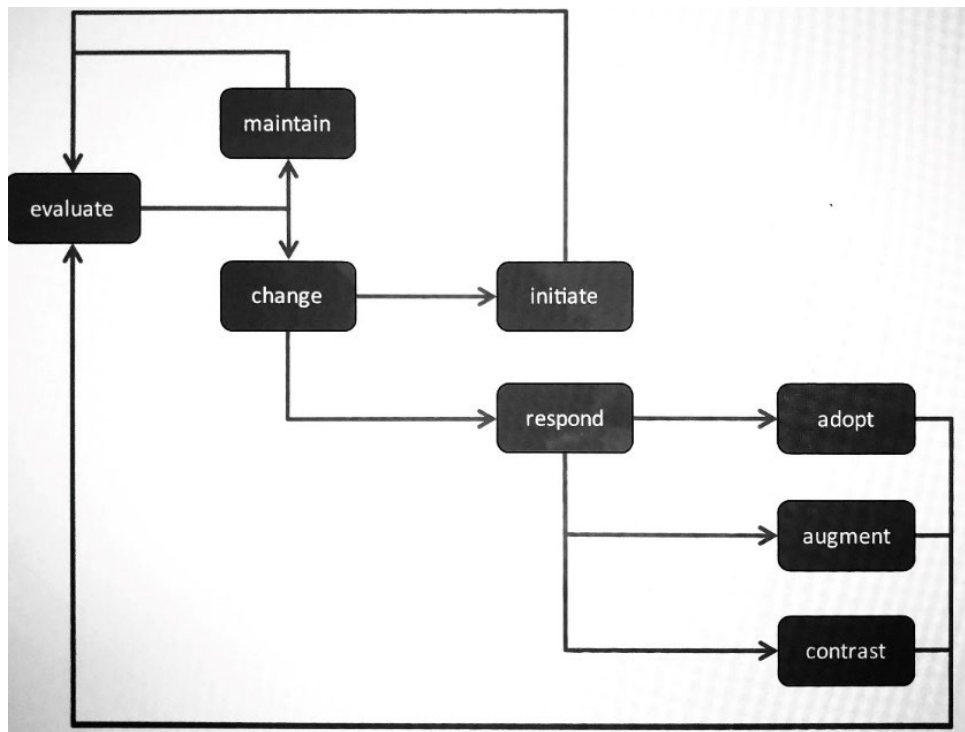 maintain
evaluate
change
initiate
respond
adopt
augment
contrast